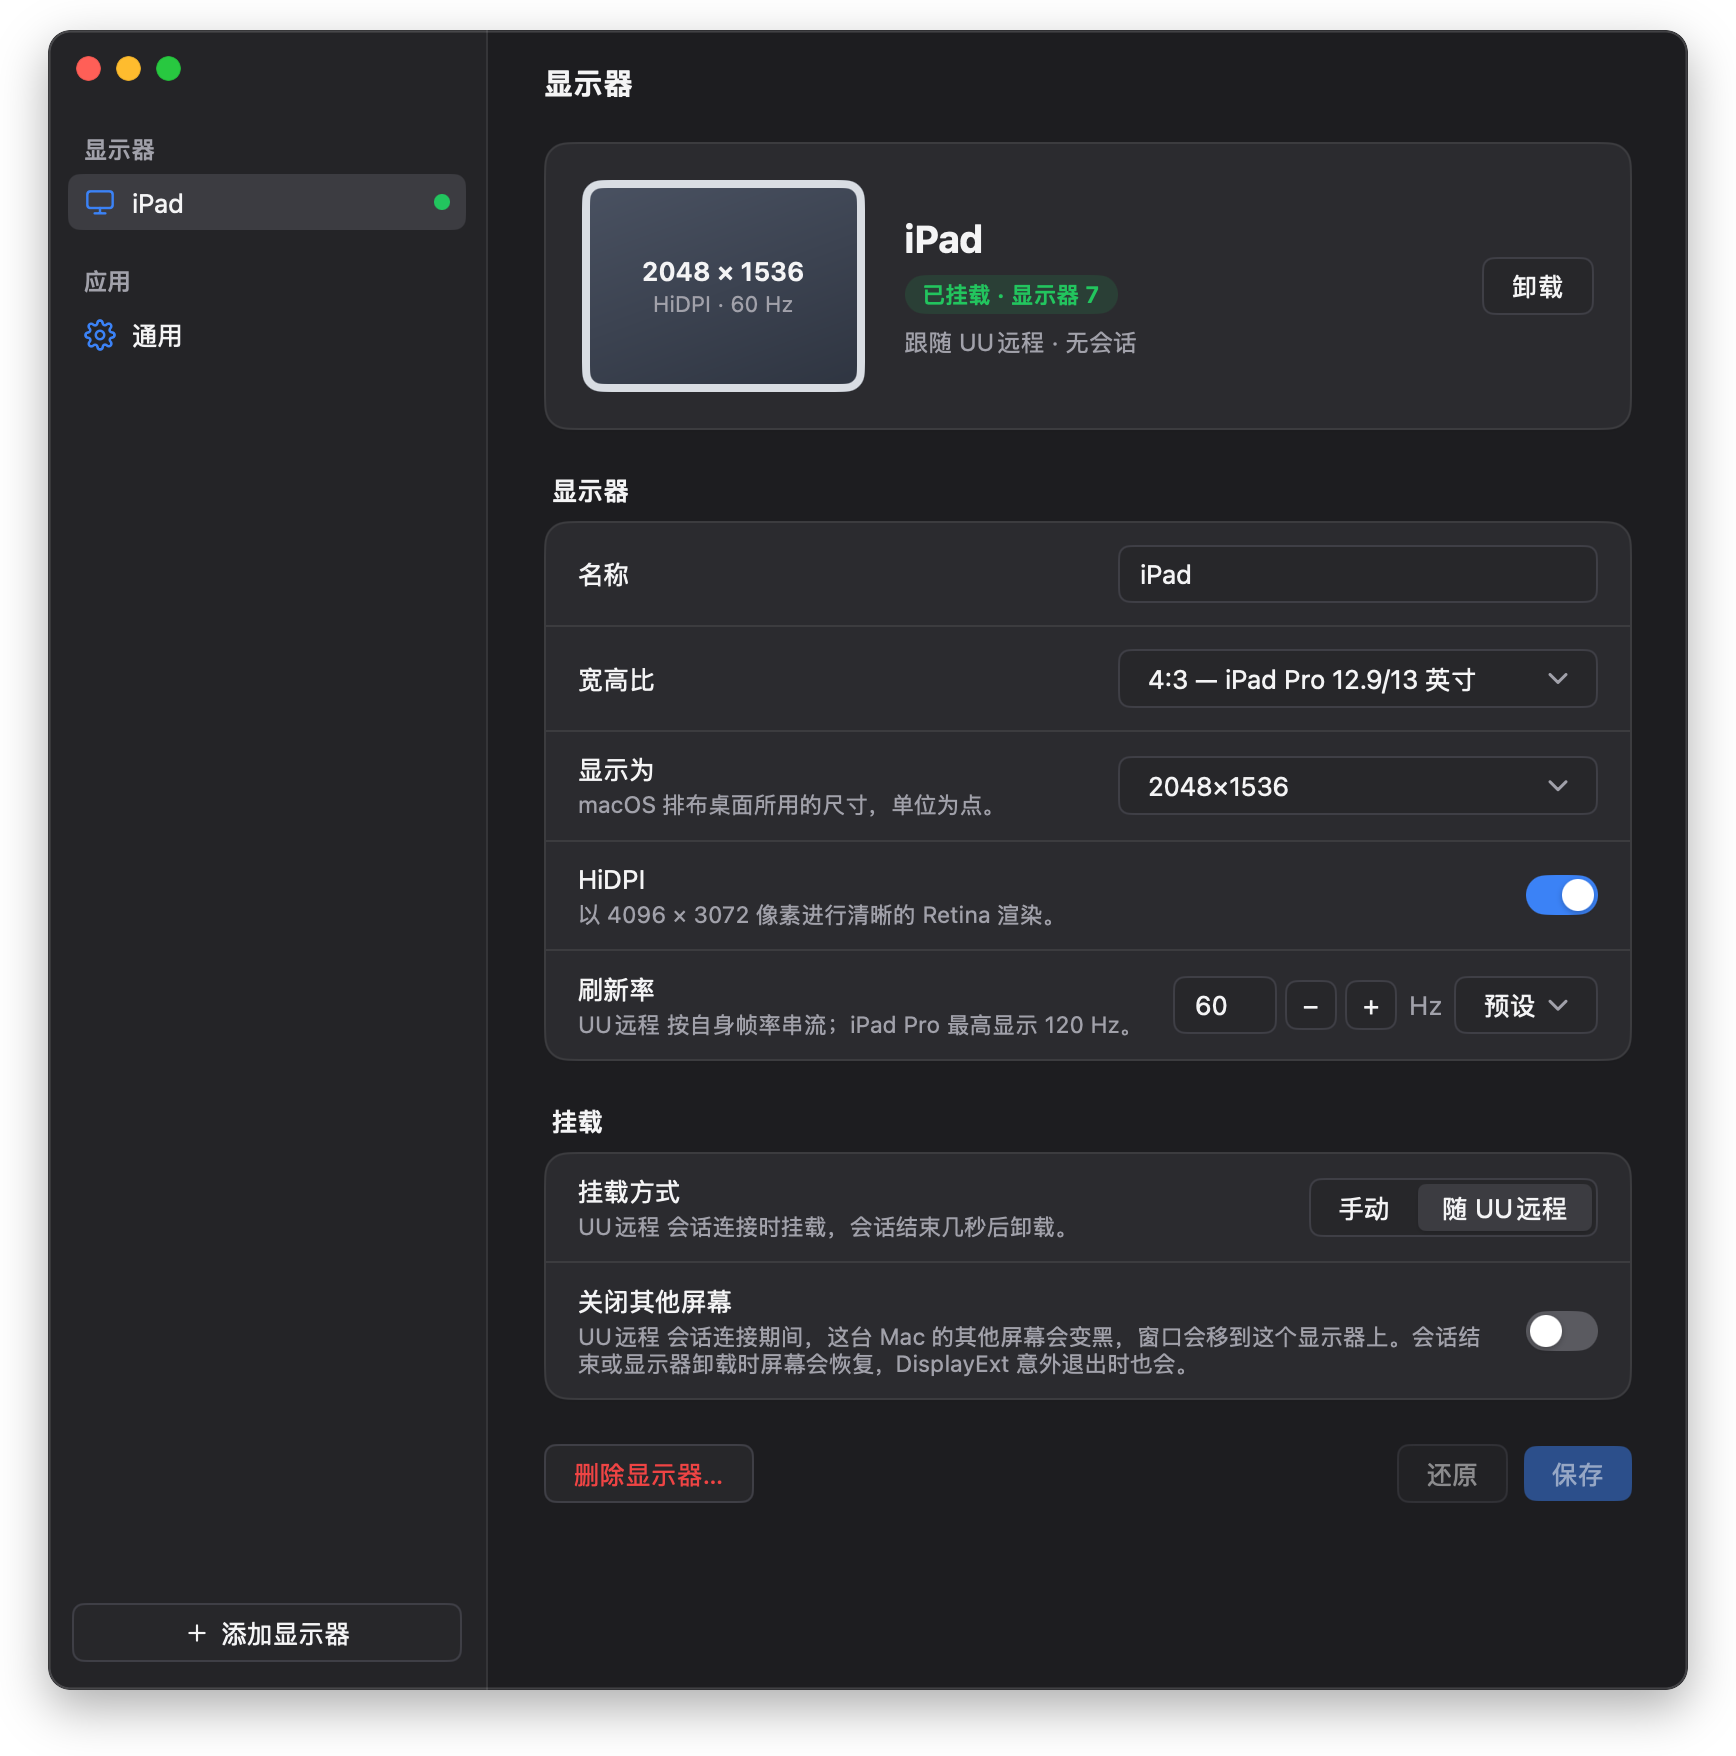 显示器
iPad
应用
通用
添加显示器
显示器
2048 × 1536
HiDPI · 60 Hz
iPad
已挂载 · 显示器 7
跟随 UU远程 · 无会话
卸载
显示器
名称
iPad
宽高比
4:3 — iPad Pro 12.9/13 英寸
显示为
macOS 排布桌面所用的尺寸，单位为点。
2048×1536
HiDPI
以 4096 × 3072 像素进行清晰的 Retina 渲染。
刷新率
UU远程 按自身帧率串流；iPad Pro 最高显示 120 Hz。
60
−
+
Hz
预设
挂载
挂载方式
UU远程 会话连接时挂载，会话结束几秒后卸载。
手动
随 UU远程
关闭其他屏幕
UU远程 会话连接期间，这台 Mac 的其他屏幕会变黑，窗口会移到这个显示器上。会话结
束或显示器卸载时屏幕会恢复，DisplayExt 意外退出时也会。
删除显示器...
还原
保存